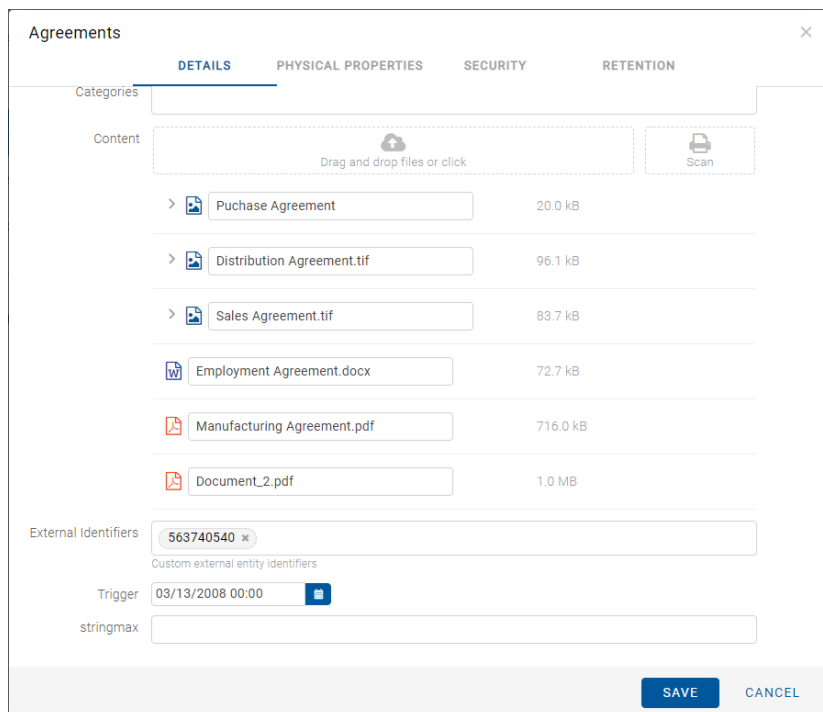 Agreements
DETAILS PHYSICAL PROPERTIES SECURITY RETENTION
Categories
Content
Drag and drop files or click
Scan
Puchase Agreement 20.0 kB
Distribution Agreement.tif 96.1 kB
Sales Agreement.tif 83.7 kB
Employment Agreement.docx 72.7 kB
Manufacturing Agreement.pdf 716.0 kB
Document_2.pdf 1.0 MB
External Identifiers 563740540
Custom external entity identifiers
Trigger 03/13/2008 00:00
stringmax
SAVE CANCEL